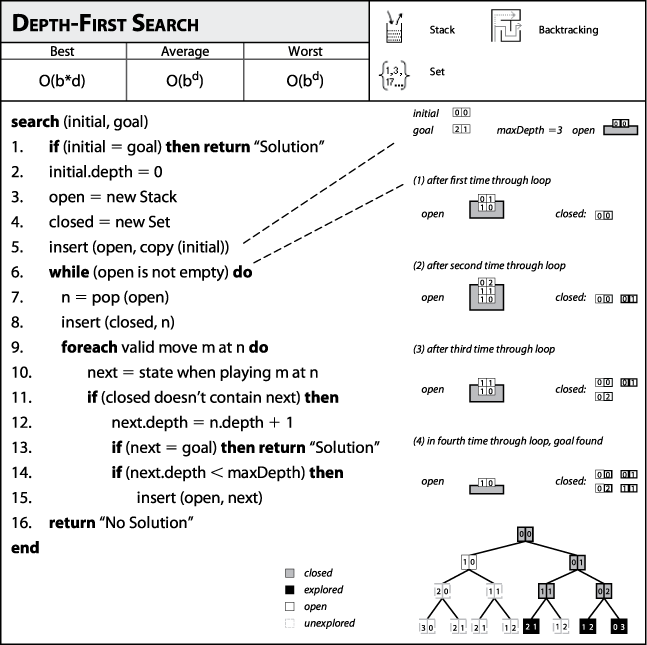 DEPTH-FIRST SEARCH
Best Average Worst
O(b*d) O(b^d) O(b^d)
Stack
Backtracking
{1,3, 17...}
Set
search (initial, goal)
1. if (initial = goal) then return “Solution”
2. initial.depth = 0
3. open = new Stack
4. closed = new Set
5. insert (open, copy (initial))
6. while (open is not empty) do
7. n = pop (open)
8. insert (closed, n)
9. foreach valid move m at n do
10. next = state when playing m at n
11. if (closed doesn’t contain next) then
12. next.depth = n.depth + 1
13. if (next = goal) then return “Solution”
14. if (next.depth < maxDepth) then
15. insert (open, next)
16. return “No Solution”
end
initial 0 0
goal 2 1 maxDepth =3 open 0 0
(1) after first time through loop
0 1
open 1 0 closed: 0 0
(2) after second time through loop
0 2
open 1 1 closed: 0 0 0 1
1 0
(3) after third time through loop
open 1 1 closed: 0 0 0 1
1 0 0 2
(4) in fourth time through loop, goal found
open 1 0 closed: 0 0 0 1
0 2 1 1
0 0
1 0 0 1
2 0 1 1 1 1 0 2
3 0 2 1 2 1 1 2 2 1 1 2 1 2 0 3
closed
explored
open
unexplored